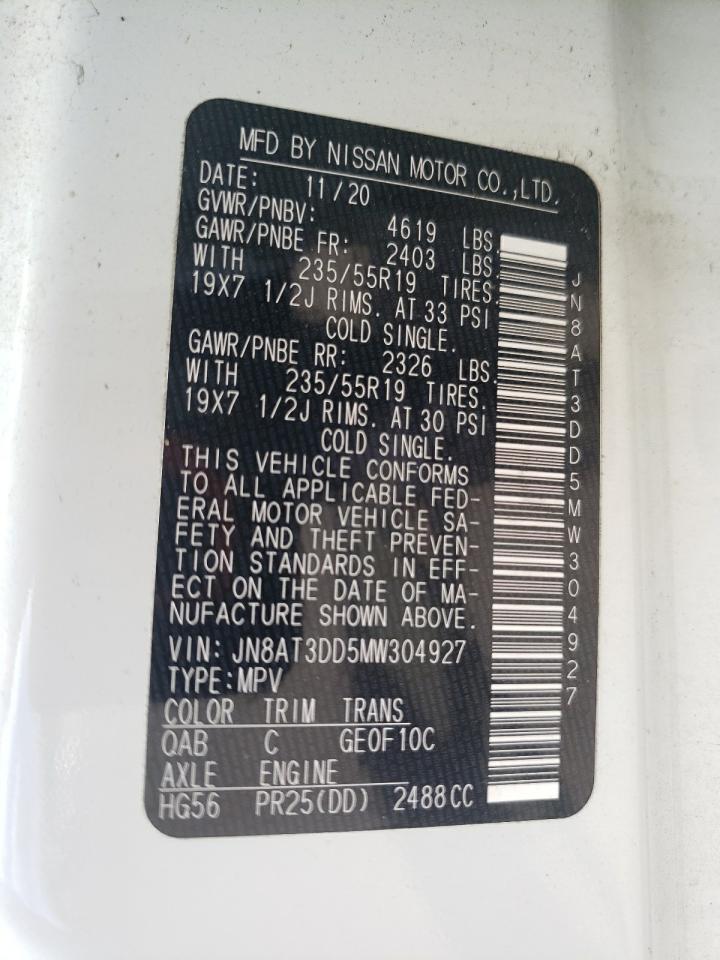 MFD BY NISSAN MOTOR CO.,LTD.
DATE: 11/20
GVWR/PNBV: 4619 LBS
GAWR/PNBE FR: 2403 LBS
WITH 235/55R19 TIRES.
19X7 1/2J RIMS. AT 33 PSI
COLD SINGLE.
GAWR/PNBE RR: 2326 LBS.
WITH 235/55R19 TIRES.
19X7 1/2J RIMS. AT 30 PSI
COLD SINGLE.
THIS VEHICLE CONFORMS
TO ALL APPLICABLE FED-
ERAL MOTOR VEHICLE SA-
FETY AND THEFT PREVEN-
TION STANDARDS IN EFF-
ECT ON THE DATE OF MA-
NUFACTURE SHOWN ABOVE.
VIN: JN8AT3DD5MW304927
TYPE:MPV
COLOR TRIM TRANS
QAB C GE0F10C
AXLE ENGINE
HG56 PR25(DD) 2488CC
JN8AT3DD5MW304927